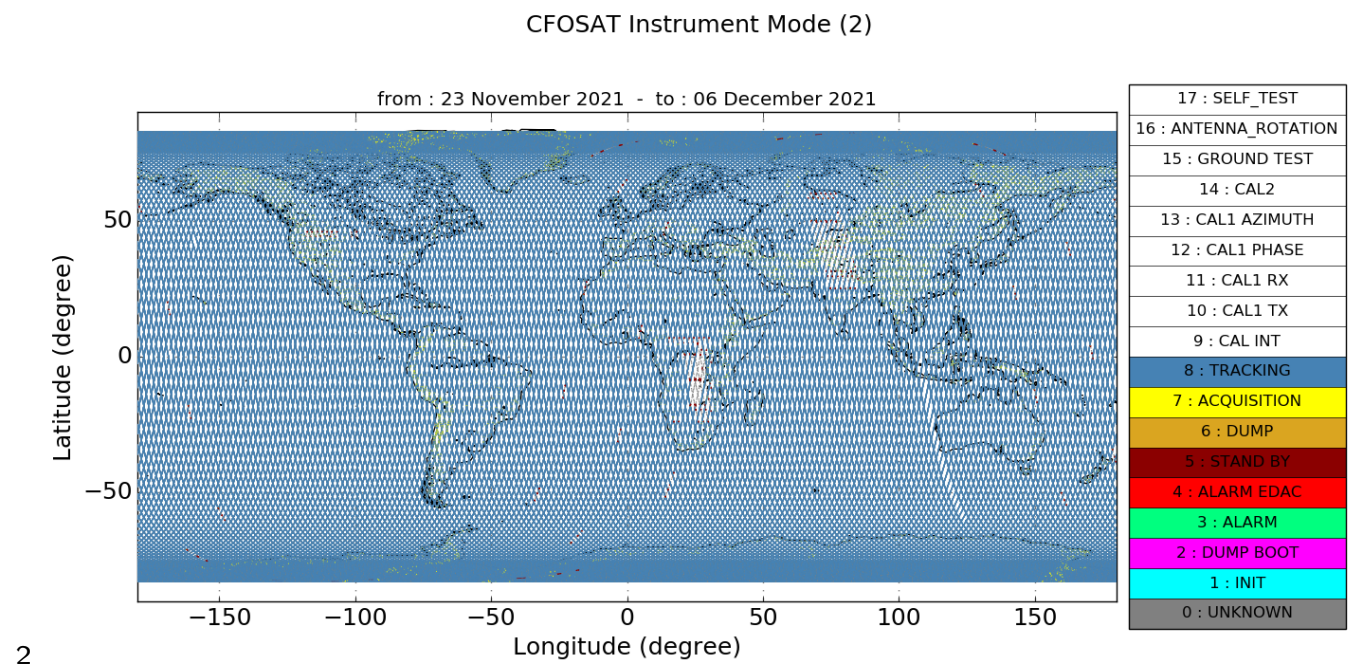 CFOSAT Instrument Mode (2)
from : 23 November 2021 - to : 06 December 2021
17 : SELF_TEST
16 : ANTENNA_ROTATION
15 : GROUND TEST
14 : CAL2
13 : CAL1 AZIMUTH
12 : CAL1 PHASE
11 : CAL1 RX
10 : CAL1 TX
9 : CAL INT
8 : TRACKING
7 : ACQUISITION
6 : DUMP
5 : STAND BY
4 : ALARM EDAC
3 : ALARM
2 : DUMP BOOT
1 : INIT
0 : UNKNOWN
Latitude (degree)
50
0
−50
−150 −100 −50 0 50 100 150
Longitude (degree)
2